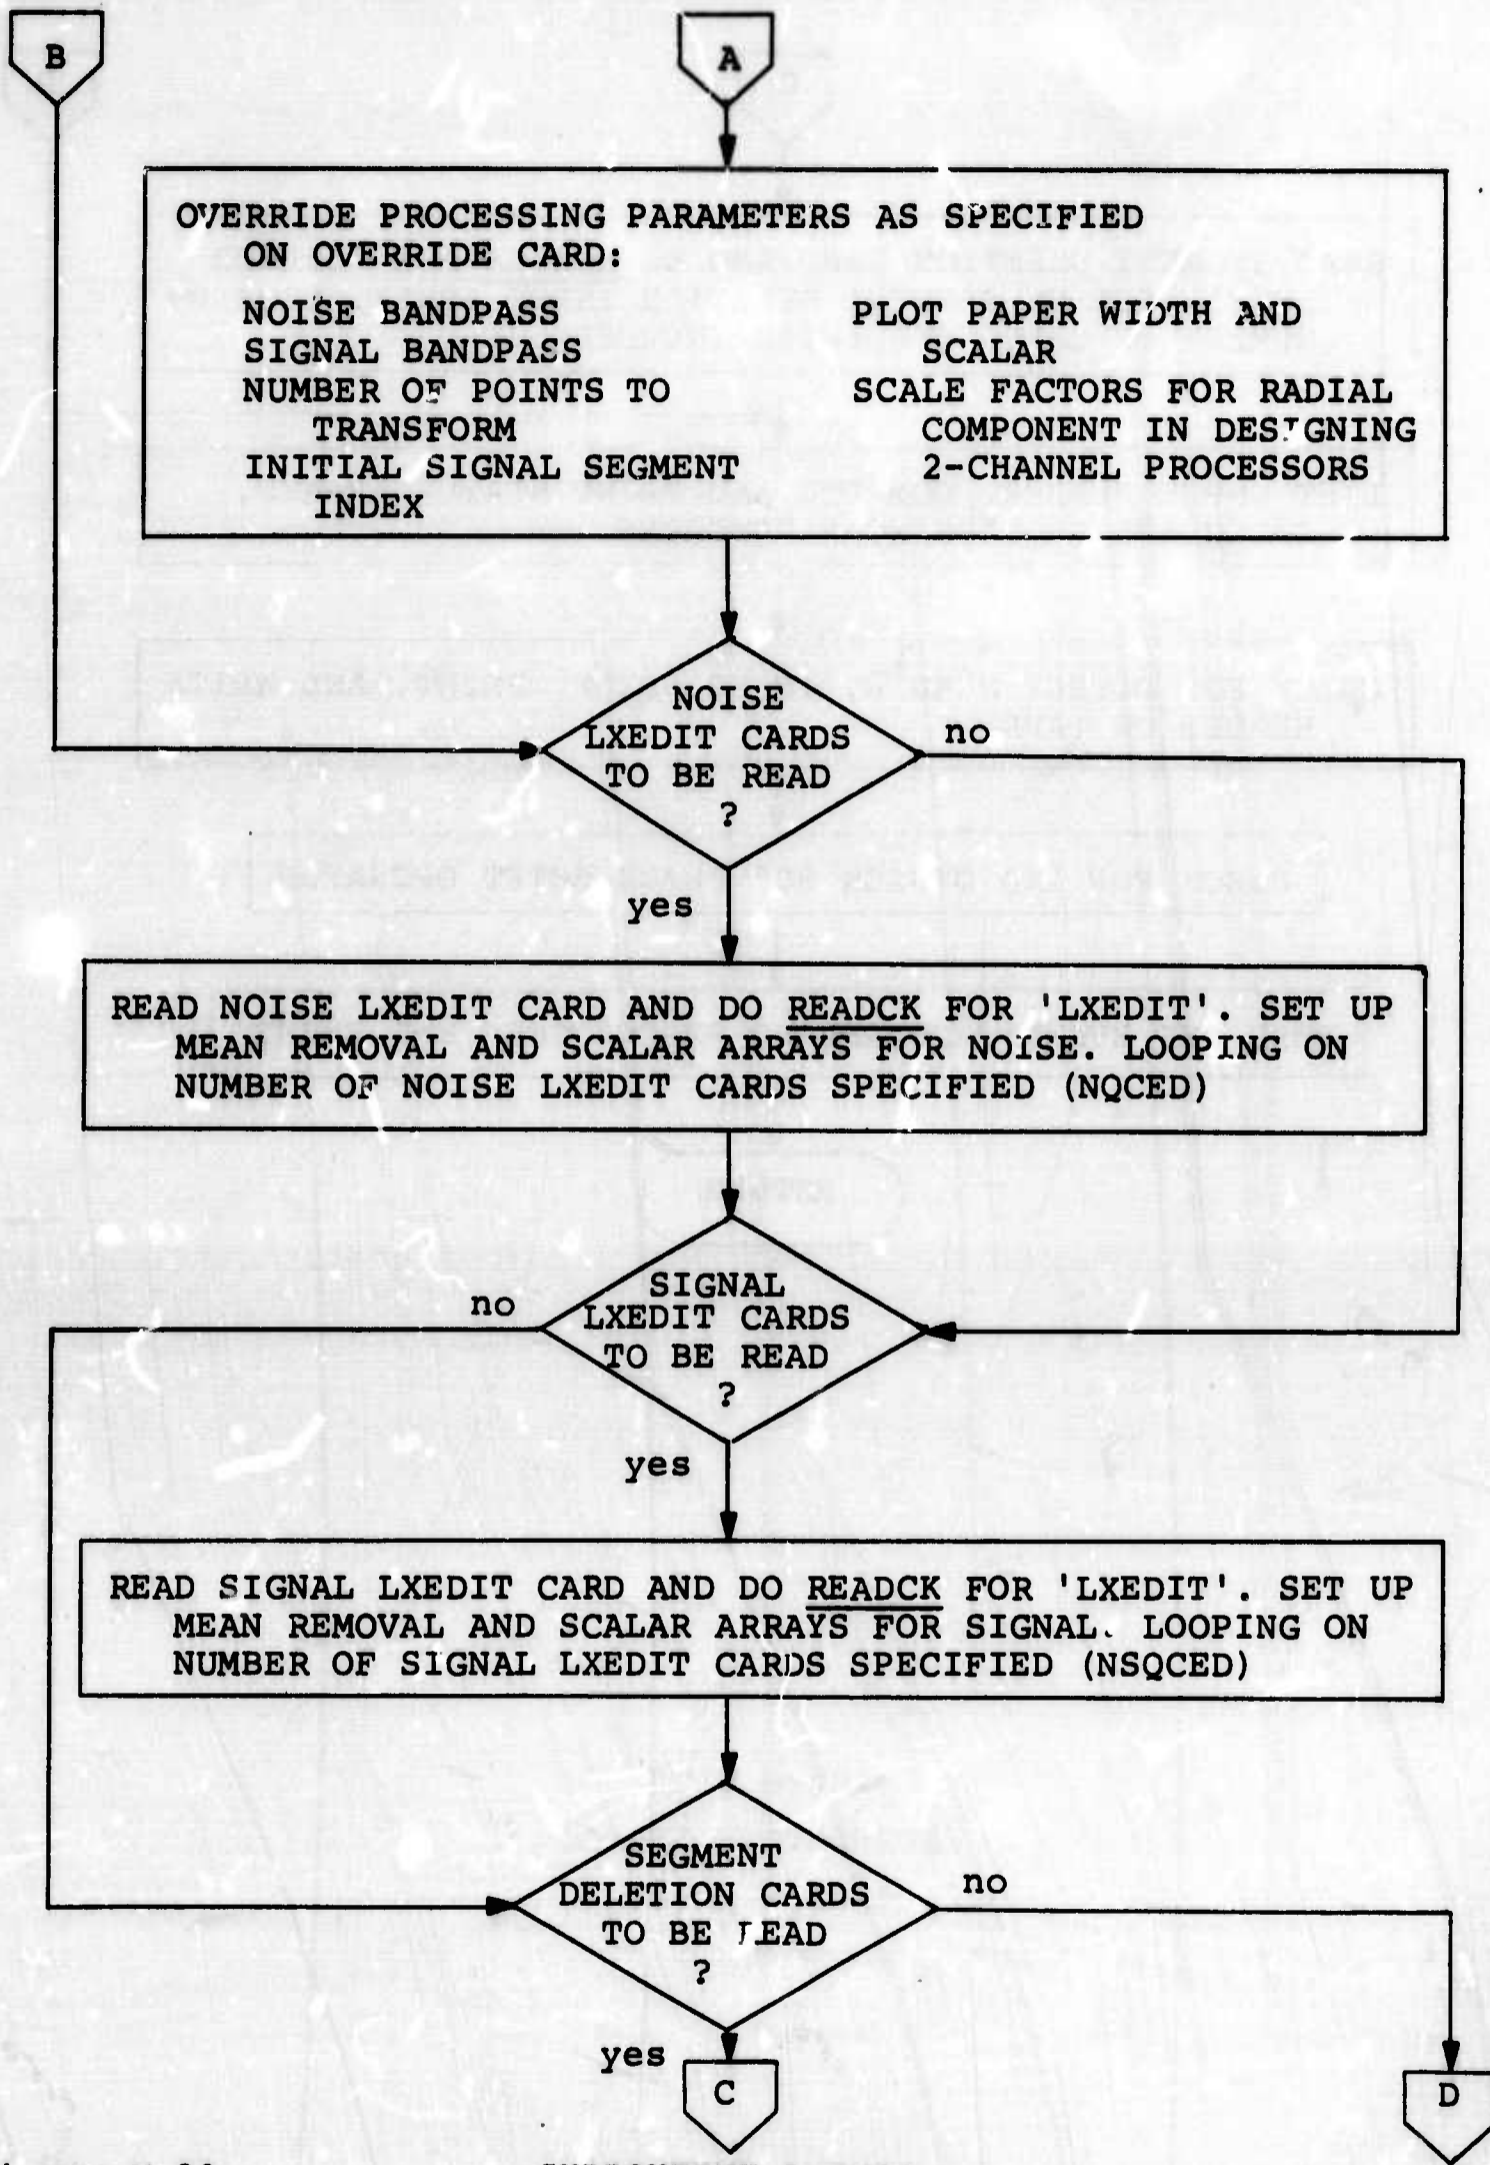 B
A
OVERRIDE PROCESSING PARAMETERS AS SPECIFIED
ON OVERRIDE CARD:
NOISE BANDPASS
SIGNAL BANDPASS
NUMBER OF POINTS TO
TRANSFORM
INITIAL SIGNAL SEGMENT
INDEX
PLOT PAPER WIDTH AND
SCALAR
SCALE FACTORS FOR RADIAL
COMPONENT IN DESIGNING
2-CHANNEL PROCESSORS
NOISE
LXEDIT CARDS
TO BE READ
?
no
yes
READ NOISE LXEDIT CARD AND DO READCK FOR 'LXEDIT'. SET UP
MEAN REMOVAL AND SCALAR ARRAYS FOR NOISE. LOOPING ON
NUMBER OF NOISE LXEDIT CARDS SPECIFIED (NQCED)
SIGNAL
LXEDIT CARDS
TO BE READ
?
no
yes
READ SIGNAL LXEDIT CARD AND DO READCK FOR 'LXEDIT'. SET UP
MEAN REMOVAL AND SCALAR ARRAYS FOR SIGNAL. LOOPING ON
NUMBER OF SIGNAL LXEDIT CARDS SPECIFIED (NSQCED)
SEGMENT
DELETION CARDS
TO BE READ
?
no
yes
C
D